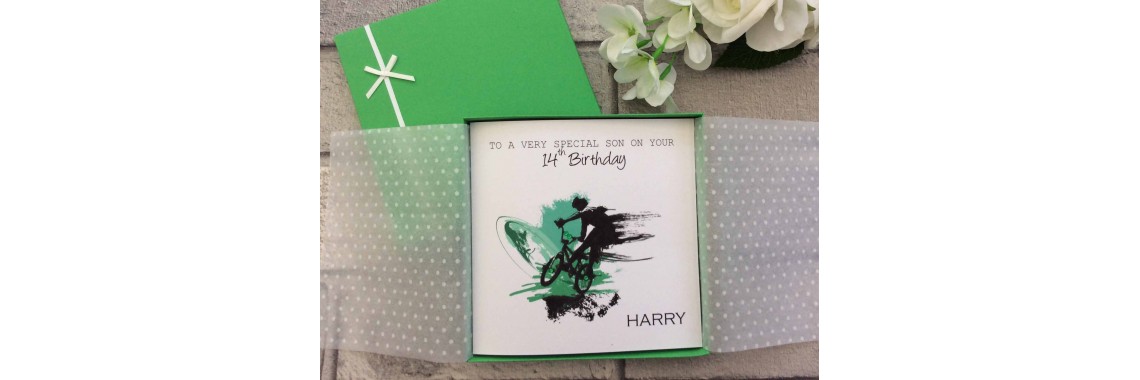 TO A VERY SPECIAL SON ON YOUR
14th Birthday
HARRY